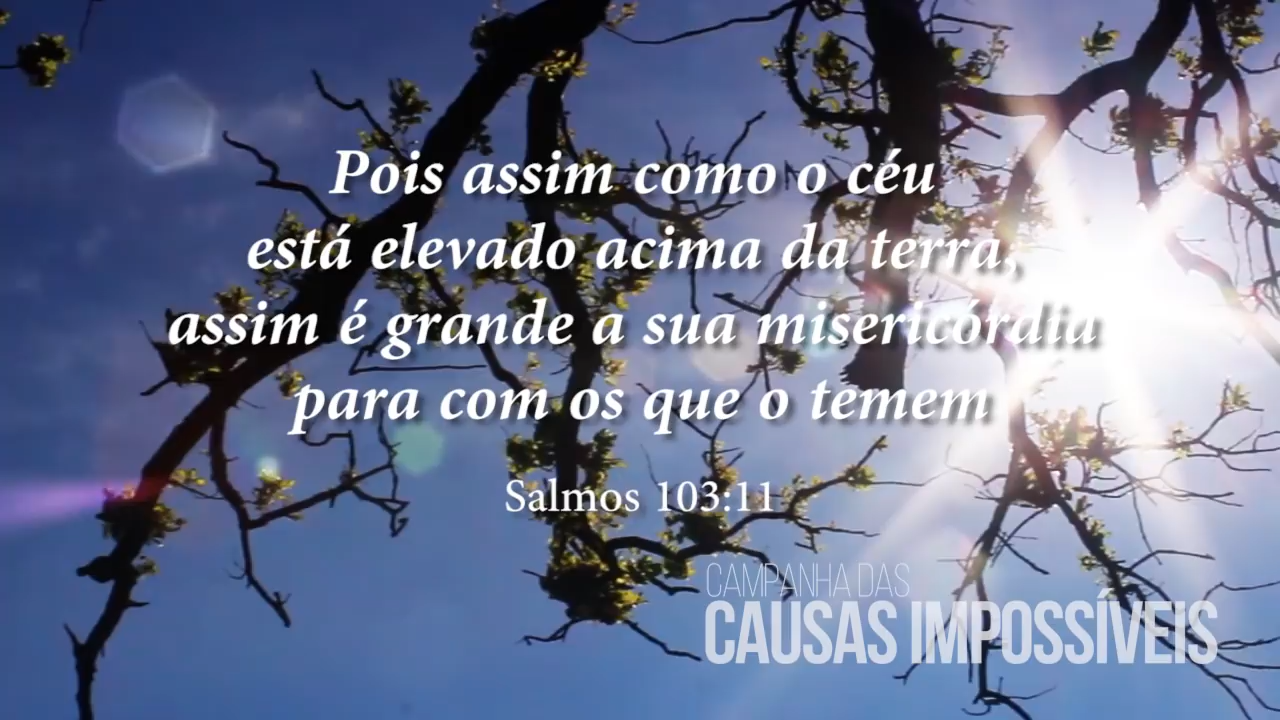 Pois assim como o céu
está elevado acima da terra,
assim é grande a sua misericórdia
para com os que o temem
Salmos 103:11
CAMPANHA DAS
CAUSAS IMPOSSÍVEIS